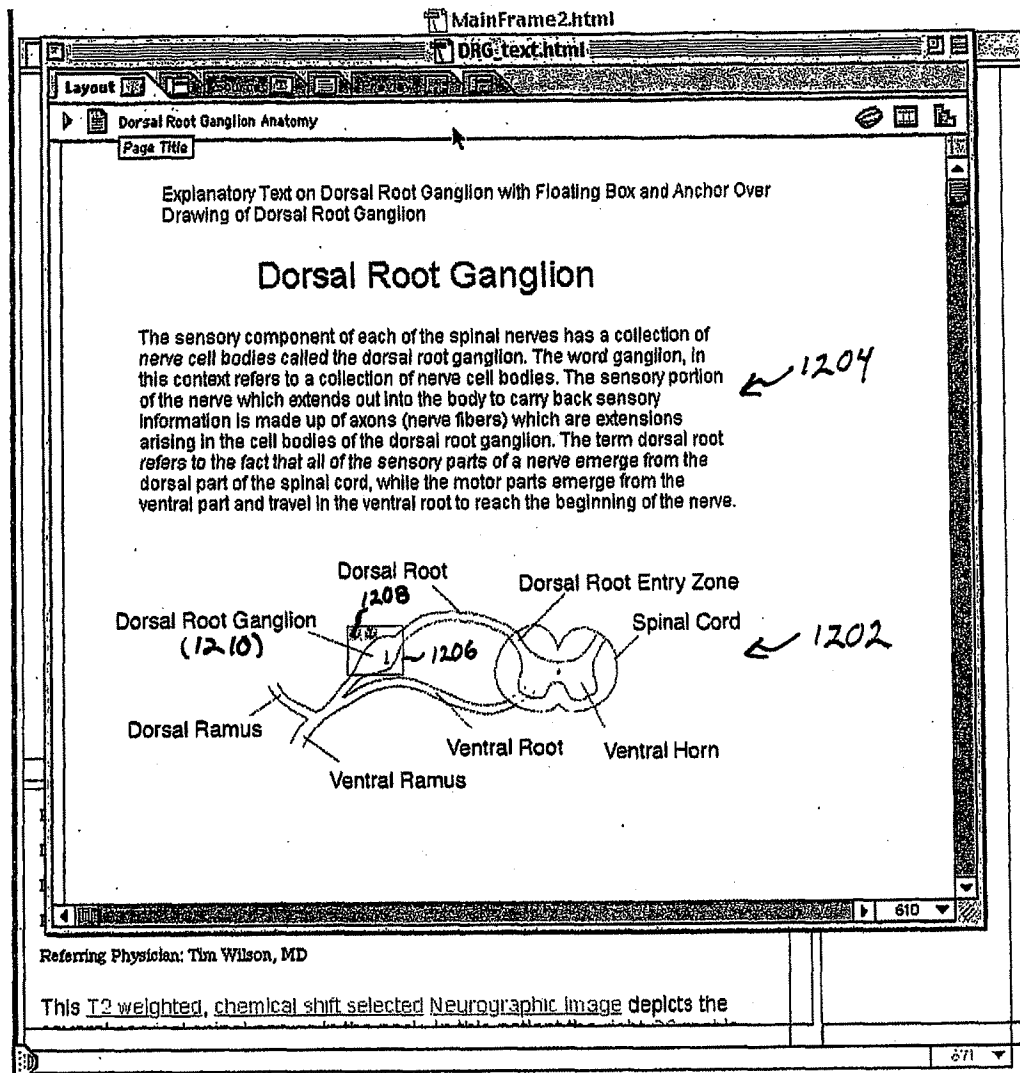 MainFrame2.html
DRG_text.html
Layout
Dorsal Root Ganglion Anatomy
Page Title
Explanatory Text on Dorsal Root Ganglion with Floating Box and Anchor Over
Drawing of Dorsal Root Ganglion
Dorsal Root Ganglion
The sensory component of each of the spinal nerves has a collection of
nerve cell bodies called the dorsal root ganglion. The word ganglion, in
this context refers to a collection of nerve cell bodies. The sensory portion
of the nerve which extends out into the body to carry back sensory
information is made up of axons (nerve fibers) which are extensions
arising in the cell bodies of the dorsal root ganglion. The term dorsal root
refers to the fact that all of the sensory parts of a nerve emerge from the
dorsal part of the spinal cord, while the motor parts emerge from the
ventral part and travel in the ventral root to reach the beginning of the nerve.
1204
Dorsal Root
Dorsal Root Entry Zone
1208
Dorsal Root Ganglion
Spinal Cord
(1210)
1
1206
1202
Dorsal Ramus
Ventral Root
Ventral Horn
Ventral Ramus
610
Referring Physician: Tim Wilson, MD
This T2 weighted, chemical shift selected Neurographic image depicts the
671